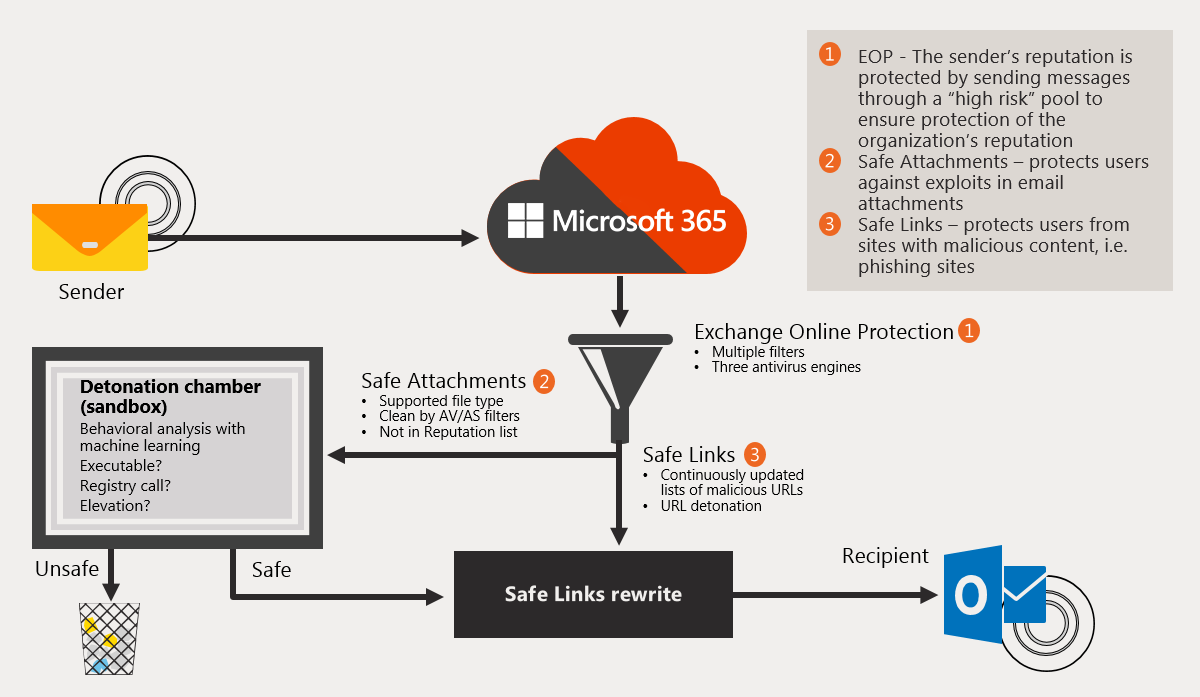 1 EOP - The sender's reputation is
protected by sending messages
through a “high risk” pool to
ensure protection of the
organization's reputation
2 Safe Attachments – protects users
against exploits in email
attachments
3 Safe Links – protects users from
sites with malicious content, i.e.
phishing sites
Microsoft 365
Sender
Exchange Online Protection 1
• Multiple filters
• Three antivirus engines
Safe Attachments 2
• Supported file type
• Clean by AV/AS filters
• Not in Reputation list
Detonation chamber
(sandbox)
Behavioral analysis with
machine learning
Executable?
Registry call?
Elevation?
Safe Links 3
• Continuously updated
lists of malicious URLs
• URL detonation
Unsafe
Safe
Safe Links rewrite
Recipient
O